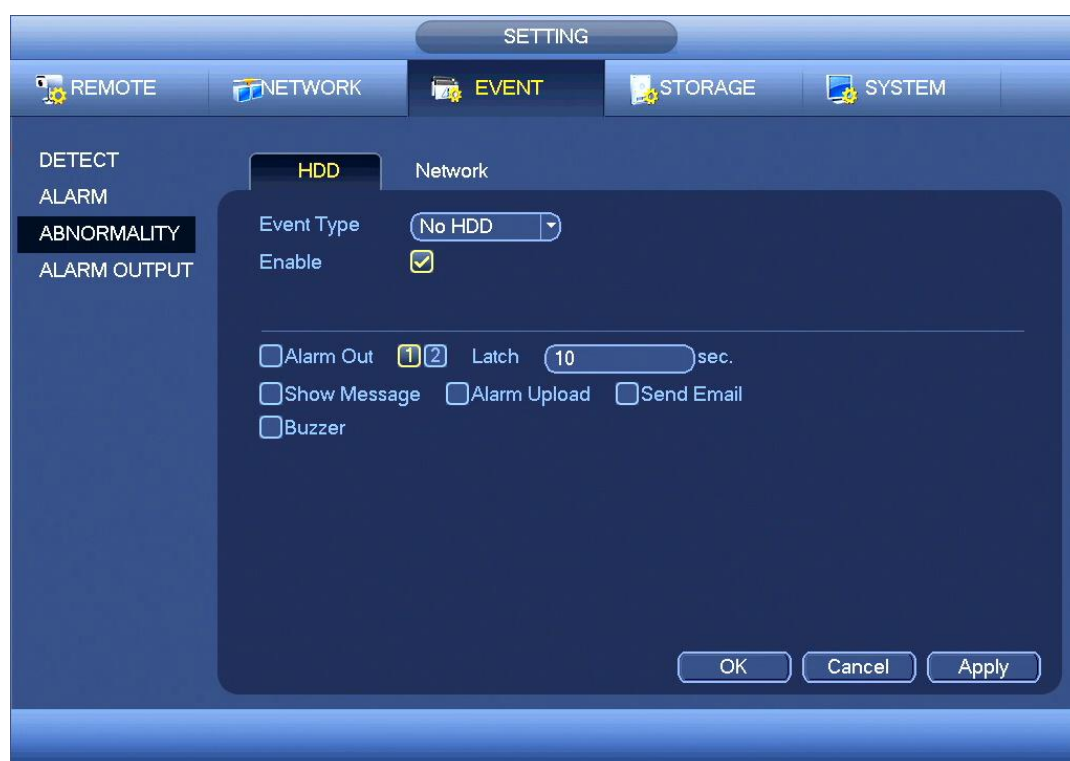 SETTING
REMOTE NETWORK EVENT STORAGE SYSTEM
DETECT
ALARM
ABNORMALITY
ALARM OUTPUT
HDD Network
Event Type No HDD
Enable
Alarm Out 1 2 Latch 10 sec.
Show Message Alarm Upload Send Email
Buzzer
OK Cancel Apply